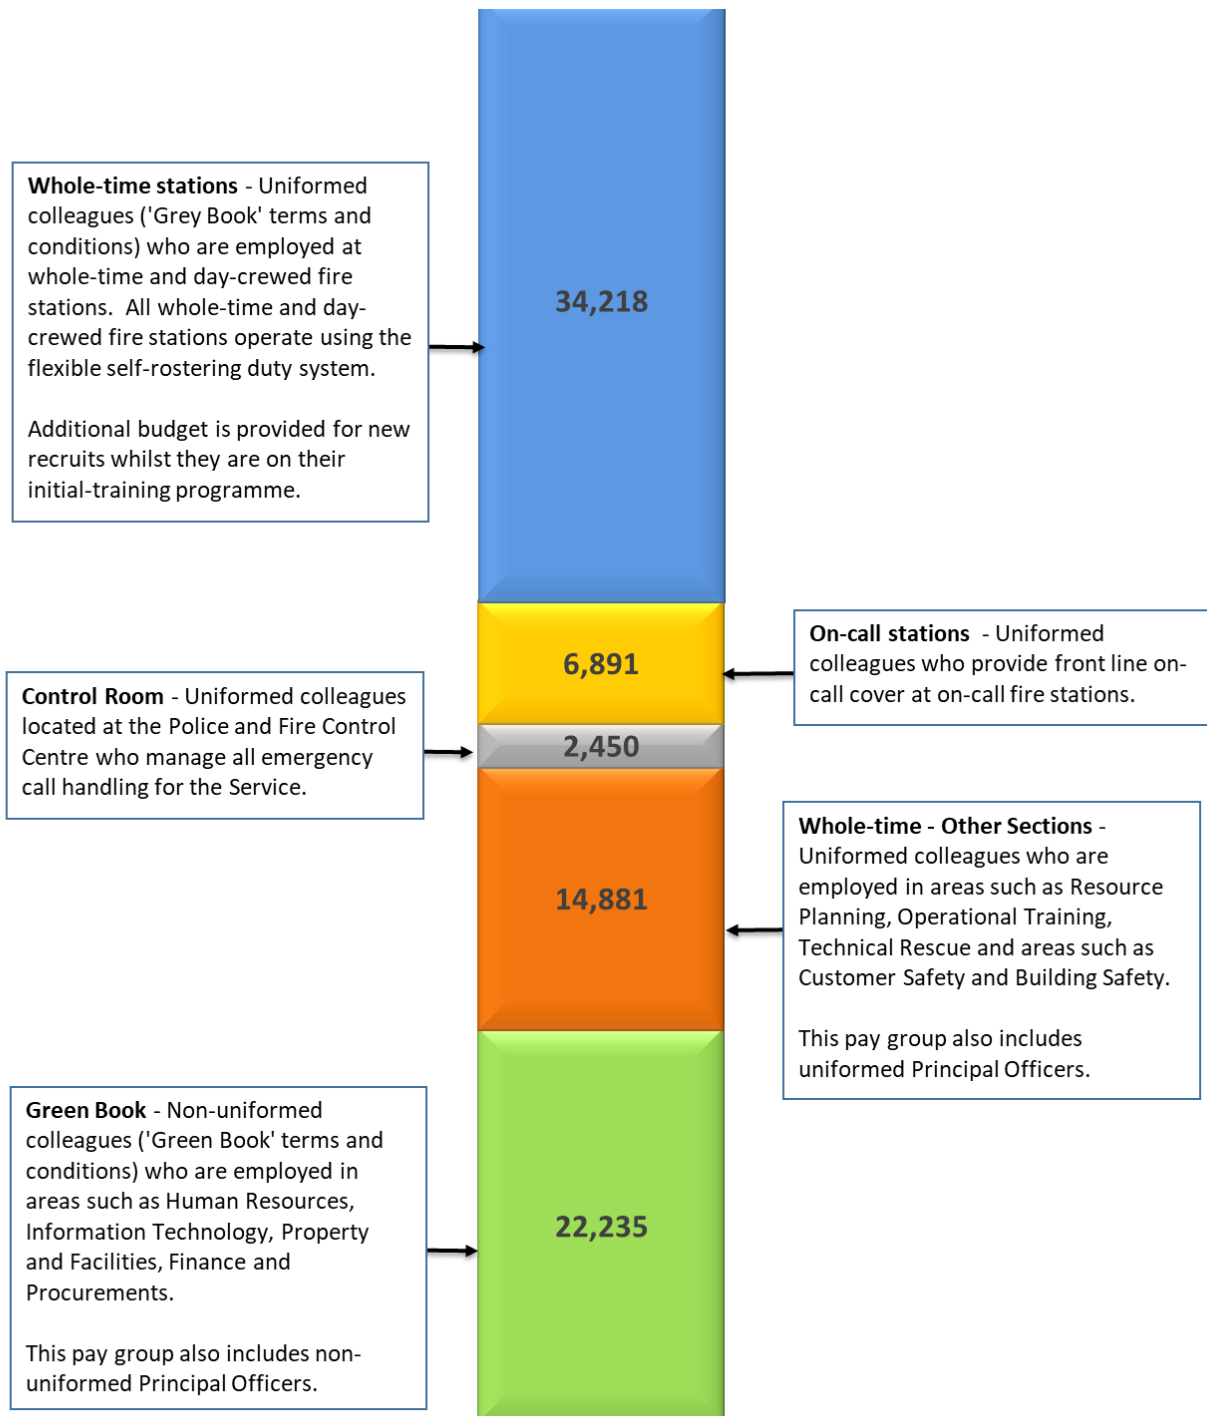 34,218
Whole-time stations - Uniformed
colleagues ('Grey Book' terms and
conditions) who are employed at
whole-time and day-crewed fire
stations.  All whole-time and day-
crewed fire stations operate using the
flexible self-rostering duty system.
Additional budget is provided for new
recruits whilst they are on their
initial-training programme.
6,891
On-call stations  - Uniformed
colleagues who provide front line on-
call cover at on-call fire stations.
Control Room - Uniformed colleagues
located at the Police and Fire Control
Centre who manage all emergency
call handling for the Service.
2,450
14,881
Whole-time - Other Sections -
Uniformed colleagues who are
employed in areas such as Resource
Planning, Operational Training,
Technical Rescue and areas such as
Customer Safety and Building Safety.
This pay group also includes
uniformed Principal Officers.
Green Book - Non-uniformed
colleagues ('Green Book' terms and
conditions) who are employed in
areas such as Human Resources,
Information Technology, Property
and Facilities, Finance and
Procurements.
This pay group also includes non-
uniformed Principal Officers.
22,235